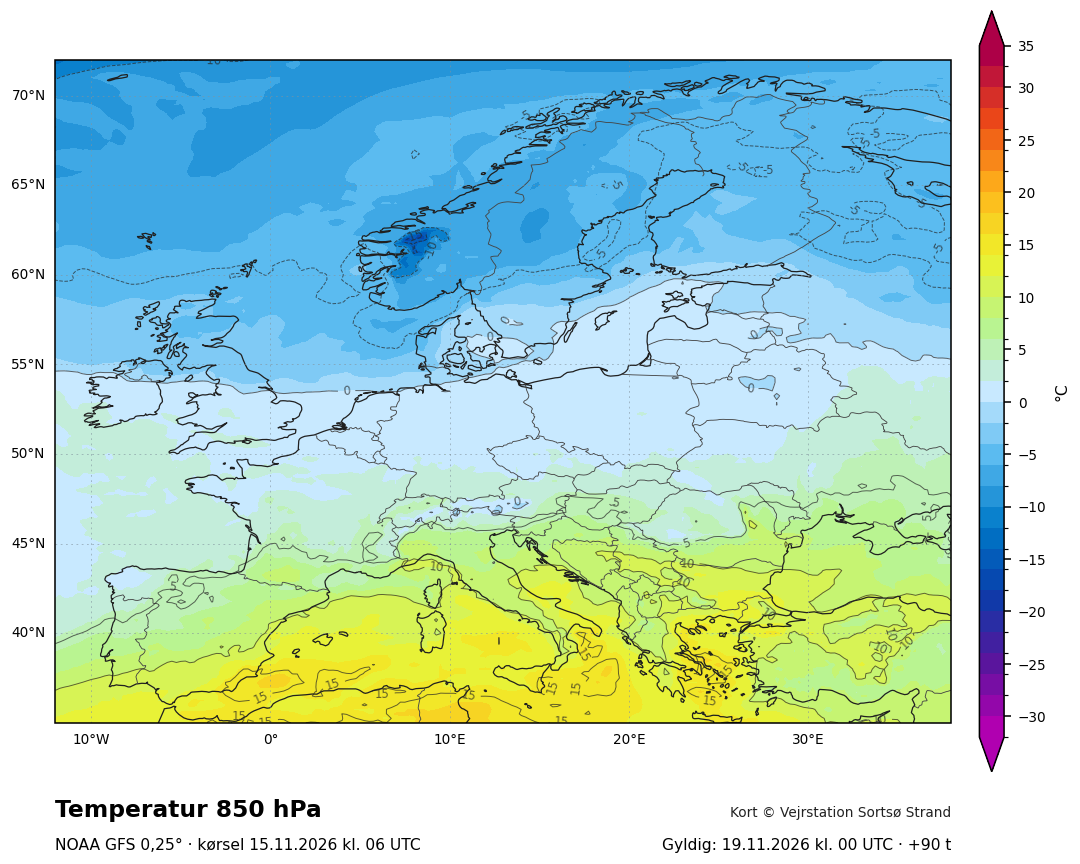 70°N
65°N
60°N
55°N
50°N
45°N
40°N
10°W 0° 10°E 20°E 30°E
35
30
25
20
15
10
5
0
−5
−10
−15
−20
−25
−30
°C
Temperatur 850 hPa
Kort © Vejrstation Sortsø Strand
NOAA GFS 0,25° · kørsel 15.11.2026 kl. 06 UTC
Gyldig: 19.11.2026 kl. 00 UTC · +90 t